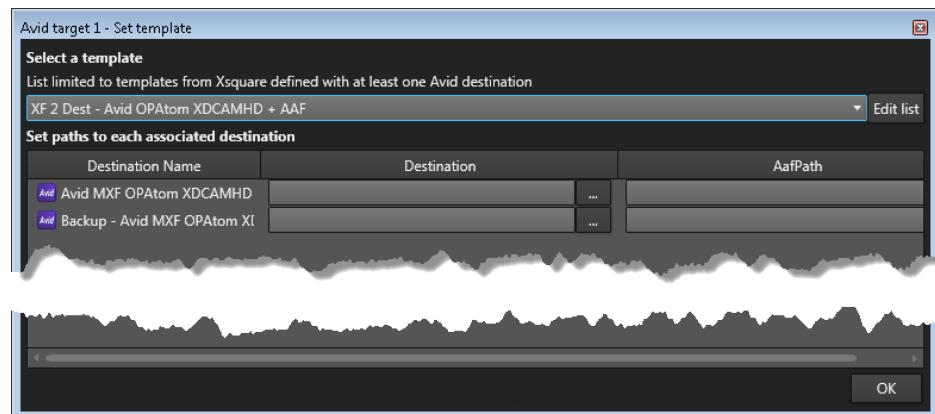 Avid target 1 - Set template
Select a template
List limited to templates from Xsquare defined with at least one Avid destination
XF 2 Dest - Avid OPAtom XDCAMHD + AAF
Edit list
Set paths to each associated destination
Destination Name Destination AafPath
Avid Avid MXF OPAtom XDCAMHD ...
Avid Backup - Avid MXF OPAtom XI ...
OK